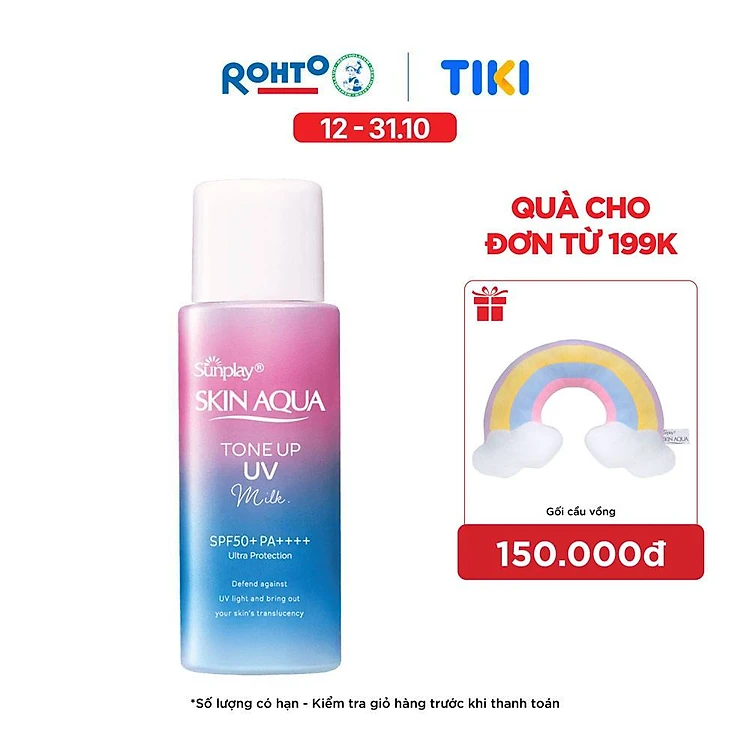 ROHTO
TIKI
12 - 31.10
QUÀ CHO
ĐƠN TỪ 199K
Sunplay®
SKIN AQUA
TONE UP
UV
Milk.
SPF50+PA++++
Ultra Protection
Defend against
UV light and bring out
your skin's translucency
Sunplay®
SKIN AQUA
Gối cầu vồng
150.000đ
*Số lượng có hạn - Kiểm tra giỏ hàng trước khi thanh toán